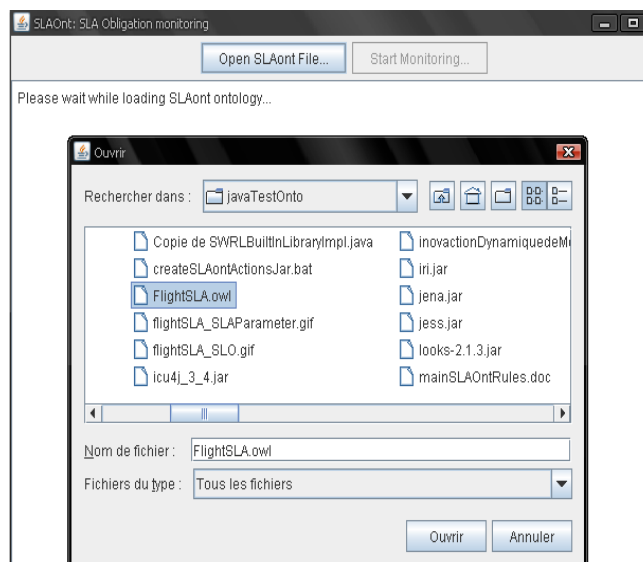 SLAOnt: SLA Obligation monitoring
Open SLAont File... Start Monitoring...
Please wait while loading SLAont ontology...
Ouvrir
Rechercher dans : javaTestOnto
Copie de SWRLBuiltInLibraryImpl.java
createSLAontActionsJar.bat
FlightSLA.owl
flightSLA_SLAParameter.gif
flightSLA_SLO.gif
icu4j_3_4.jar
inovactionDynamiquedeM
iri.jar
jena.jar
jess.jar
looks-2.1.3.jar
mainSLAOntRules.doc
Nom de fichier : FlightSLA.owl
Fichiers du type : Tous les fichiers
Ouvrir Annuler